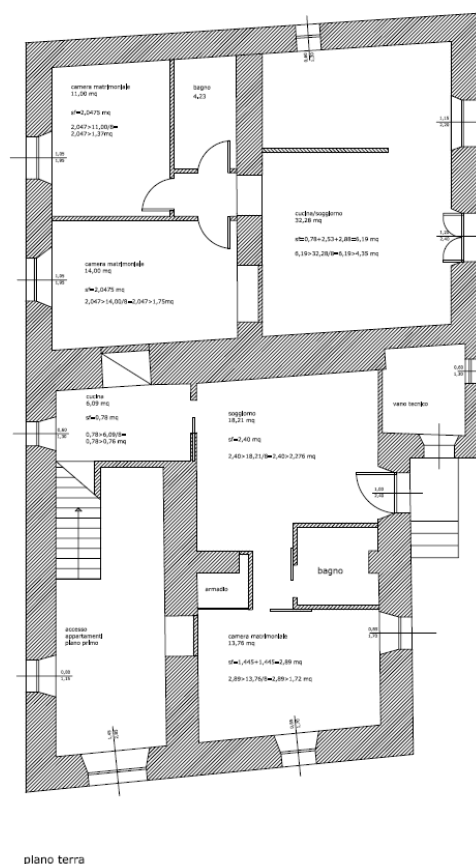 camera matrimoniale
11,00 mq
sf=2,0475 mq
2,047>11,00/8=
2,047>1,37mq
bagno
4,23
camera matrimoniale
14,00 mq
sf=2,0475 mq
2,047>14,00/8=2,047>1,75mq
cucina/soggiorno
32,28 mq
sf=0,78+2,53+2,88=6,19 mq
6,19>32,28/8=6,19>4,35 mq
cucina
6,09 mq
sf=0,78 mq
0,78>6,09/8=
0,78>0,76 mq
soggiorno
18,21 mq
sf=2,40 mq
2,40>18,21/8=2,40>2,276 mq
vano tecnico
bagno
armadio
accesso
appartamenti
piano primo
camera matrimoniale
13,76 mq
sf=1,445+1,445=2,89 mq
2,89>13,76/8=2,89>1,72 mq
piano terra